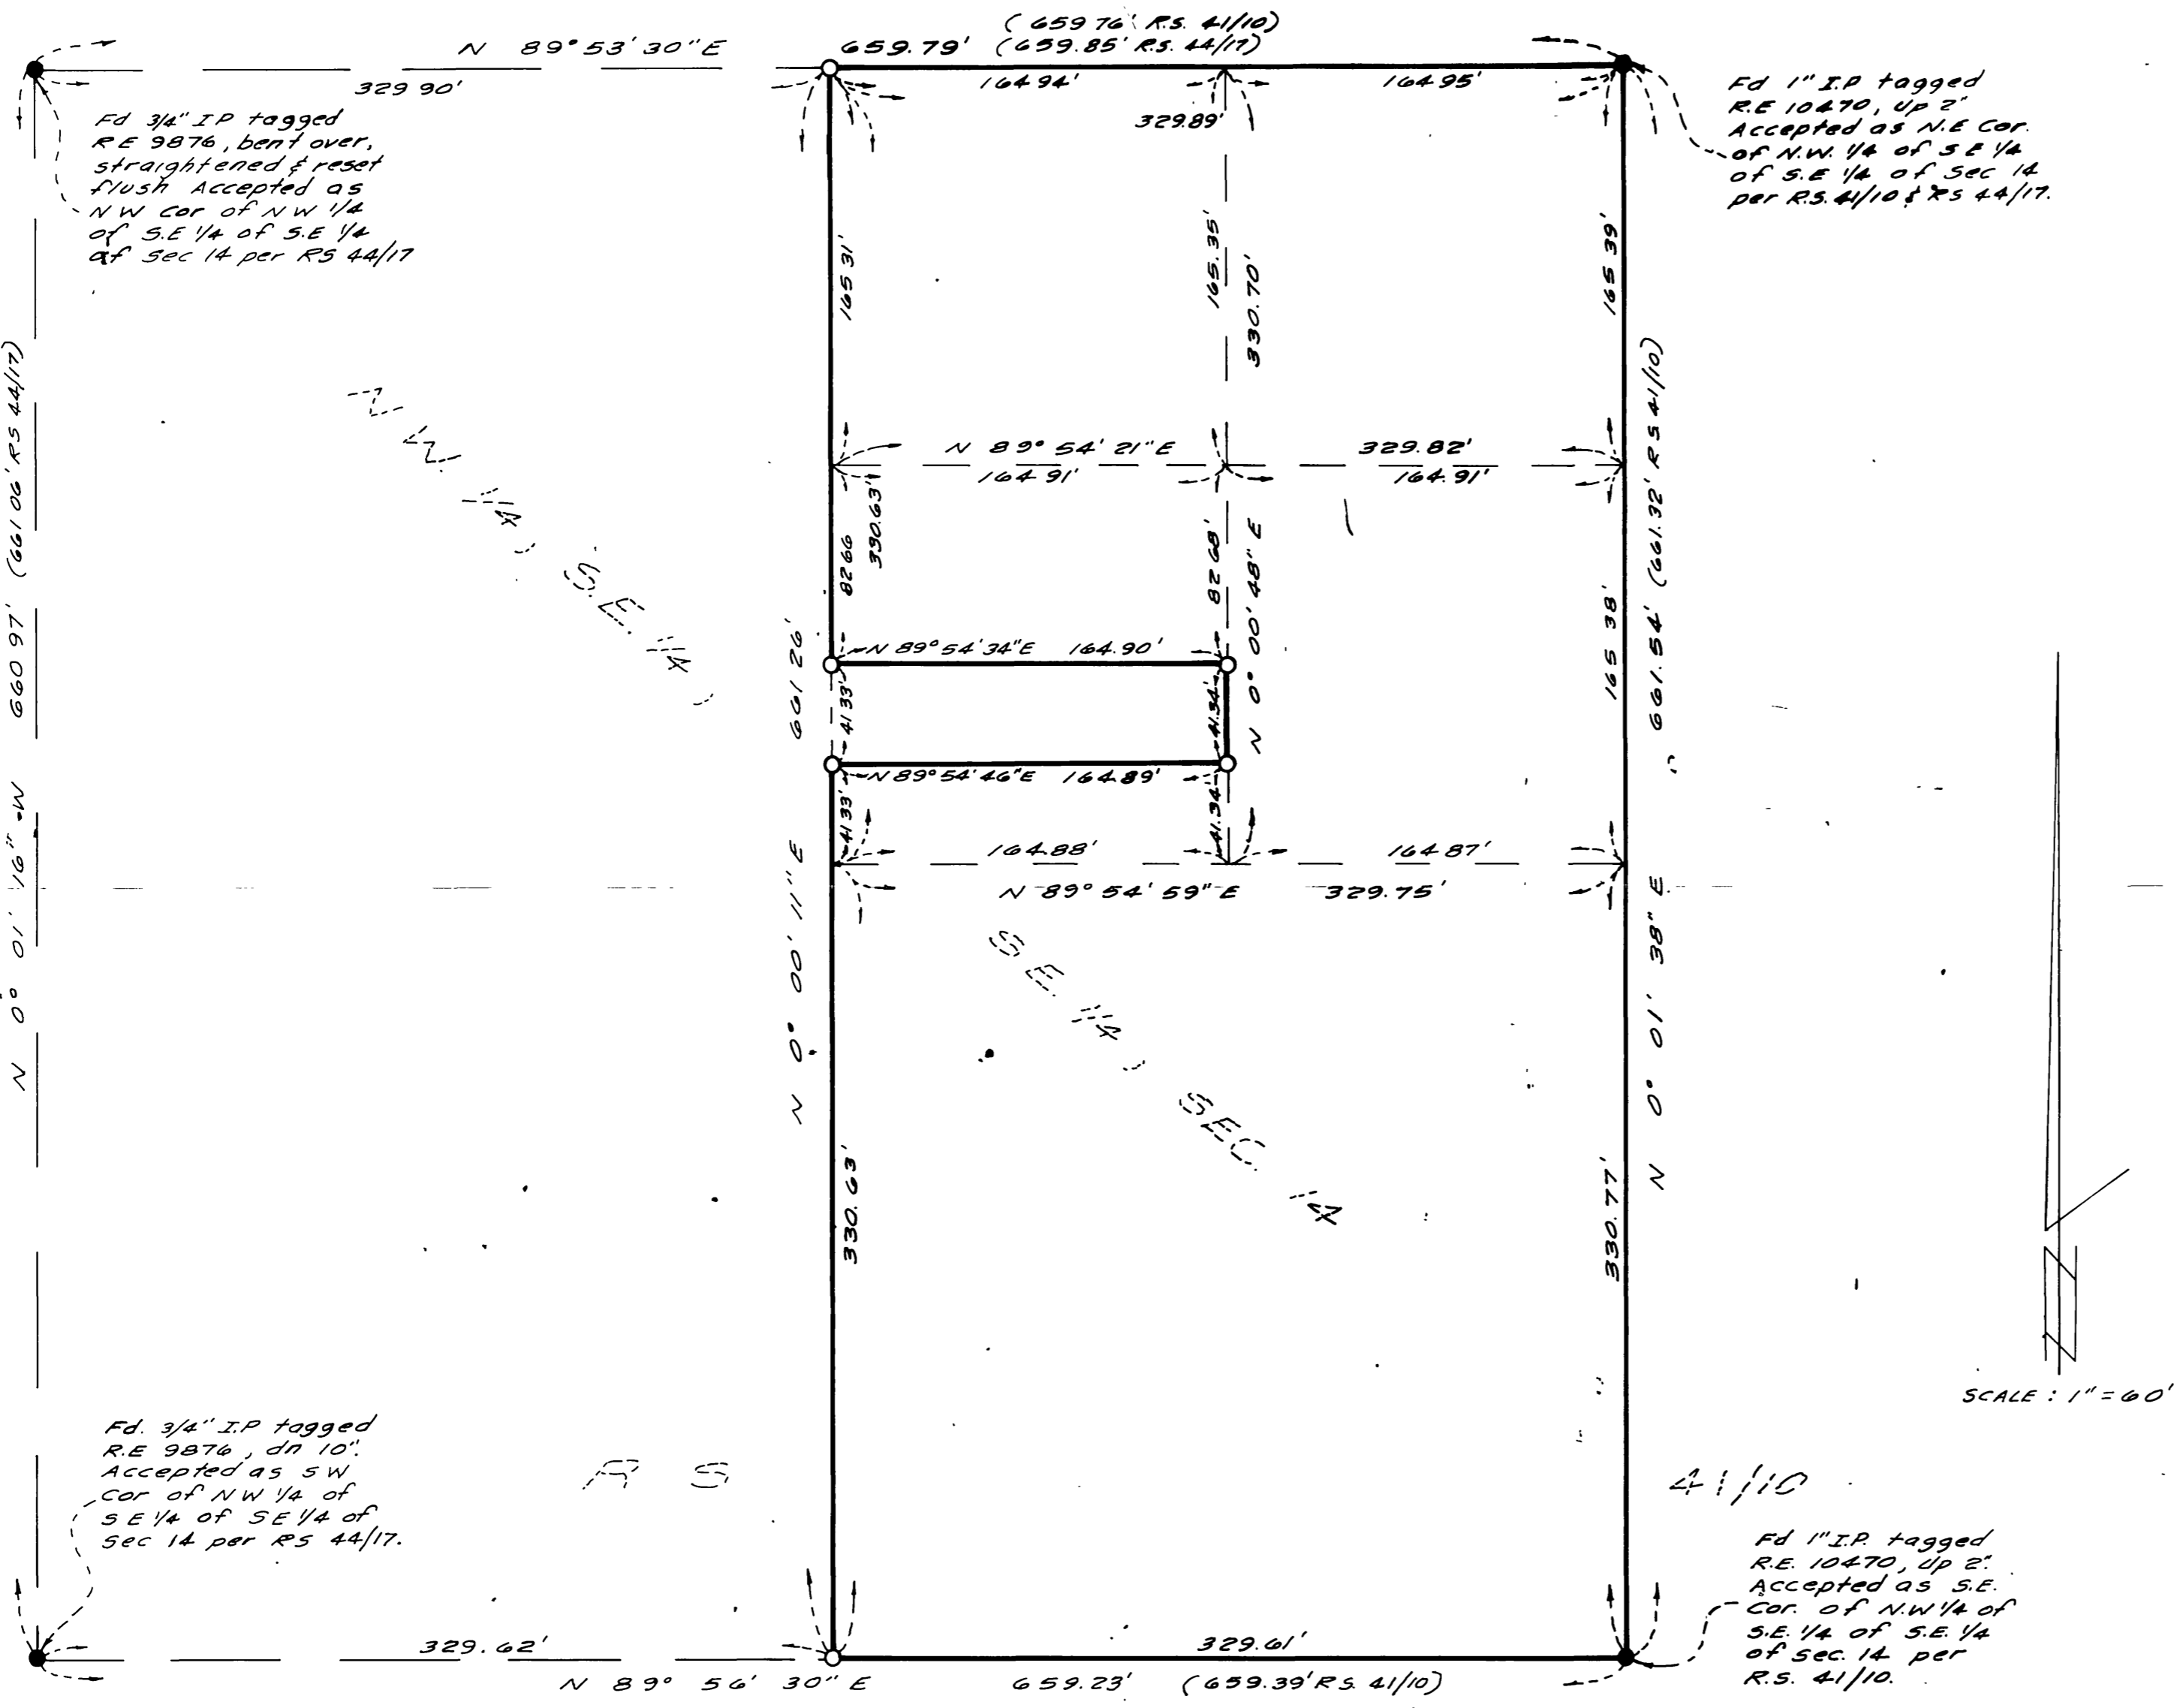 (659 76' R.S. 41/10)
N 89° 53' 30" E 659.79' (659.85' R.S. 44/17)
329 90'
164.94'
164.95'
329.89'
Fd 3/4" I P tagged
R E 9876, bent over,
straightened & reset
flush Accepted as
N W Cor of N W 1/4
of S.E 1/4 of S.E 1/4
of Sec 14 per RS 44/17
Fd 1" I.P tagged
R.E 10470, Up 2"
Accepted as N.E Cor.
of N.W. 1/4 of S E 1/4
of S.E 1/4 of Sec 14
per R.S. 41/10 & RS 44/17.
N 0° 01' 16" W 660 97' (661 06' RS 44/17)
165 31'
165.35'
330.70'
165 39'
N W. 1/4, S.E. 1/4,
N 89° 54' 21" E 329.82'
164 91'
164.91'
82 66
330.63'
82 68'
N 0° 00' 48" E
165 38'
N 0° 01' 38" E 661.54' (661.32' RS 41/10)
N 0° 00' 11" E 661 26'
N 89° 54' 34" E 164.90'
41 33'
41.34'
N 89° 54' 46" E 164.89'
41 33'
41.34'
164.88'
164.87'
N 89° 54' 59" E 329.75'
S E. 1/4, SEC. 14
330.63'
330.77'
SCALE : 1" = 60'
Fd. 3/4" I.P tagged
R.E 9876, dn 10".
Accepted as S W
Cor of N W 1/4 of
S E 1/4 of S E 1/4 of
Sec 14 per RS 44/17.
R S 41/10
Fd 1" I.P. tagged
R.E. 10470, Up 2".
Accepted as S.E.
Cor. of N.W 1/4 of
S.E. 1/4 of S.E. 1/4
of Sec. 14 per
R.S. 41/10.
329.62'
329.61'
N 89° 56' 30" E 659.23' (659.39' R S. 41/10)